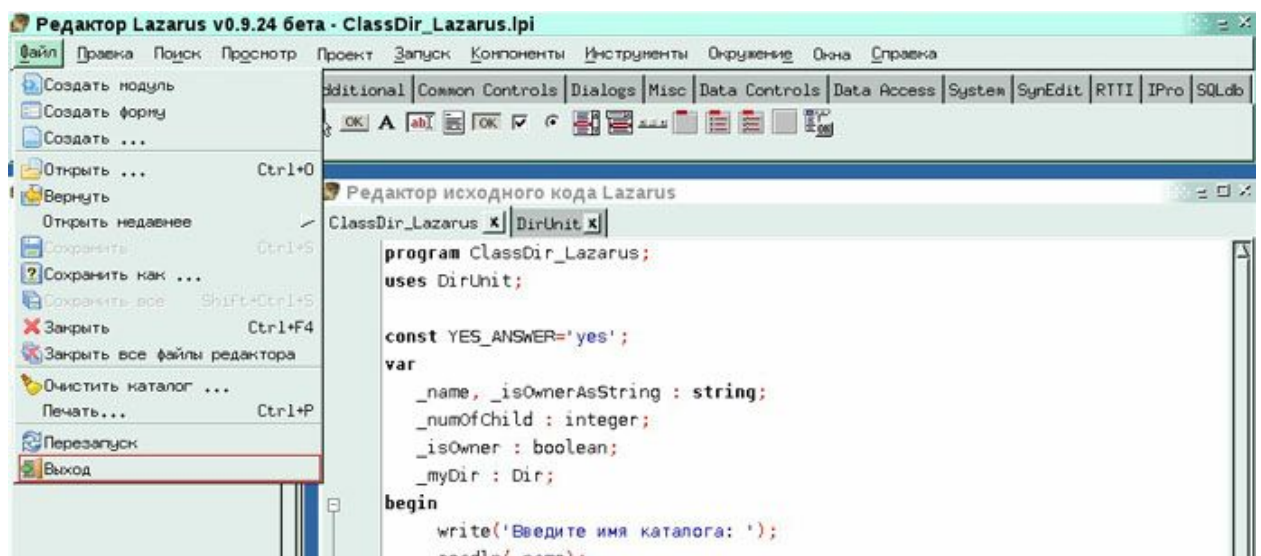 Редактор Lazarus v0.9.24 бета - ClassDir_Lazarus.lpi
Файл Правка Поиск Просмотр Проект Запуск Компоненты Инструменты Окружение Окна Справка
Создать модуль
dditional Common Controls Dialogs Misc Data Controls Data Access System SynEdit RTTI IPro SQLdb
Создать форму
OK A abI OK
Создать ...
Открыть ... Ctrl+O
Вернуть
Редактор исходного кода Lazarus
Открыть недавнее
ClassDir_Lazarus DirUnit
Сохранить Ctrl+S
program ClassDir_Lazarus;
Сохранить как ...
uses DirUnit;
Сохранить все Shift+Ctrl+S
Закрыть Ctrl+F4
const YES_ANSWER='yes';
Закрыть все файлы редактора
var
Очистить каталог ...
_name, _isOwnerAsString : string;
Печать... Ctrl+P
_numOfChild : integer;
Перезапуск
_isOwner : boolean;
Выход
_myDir : Dir;
begin
write('Введите имя каталога: ');